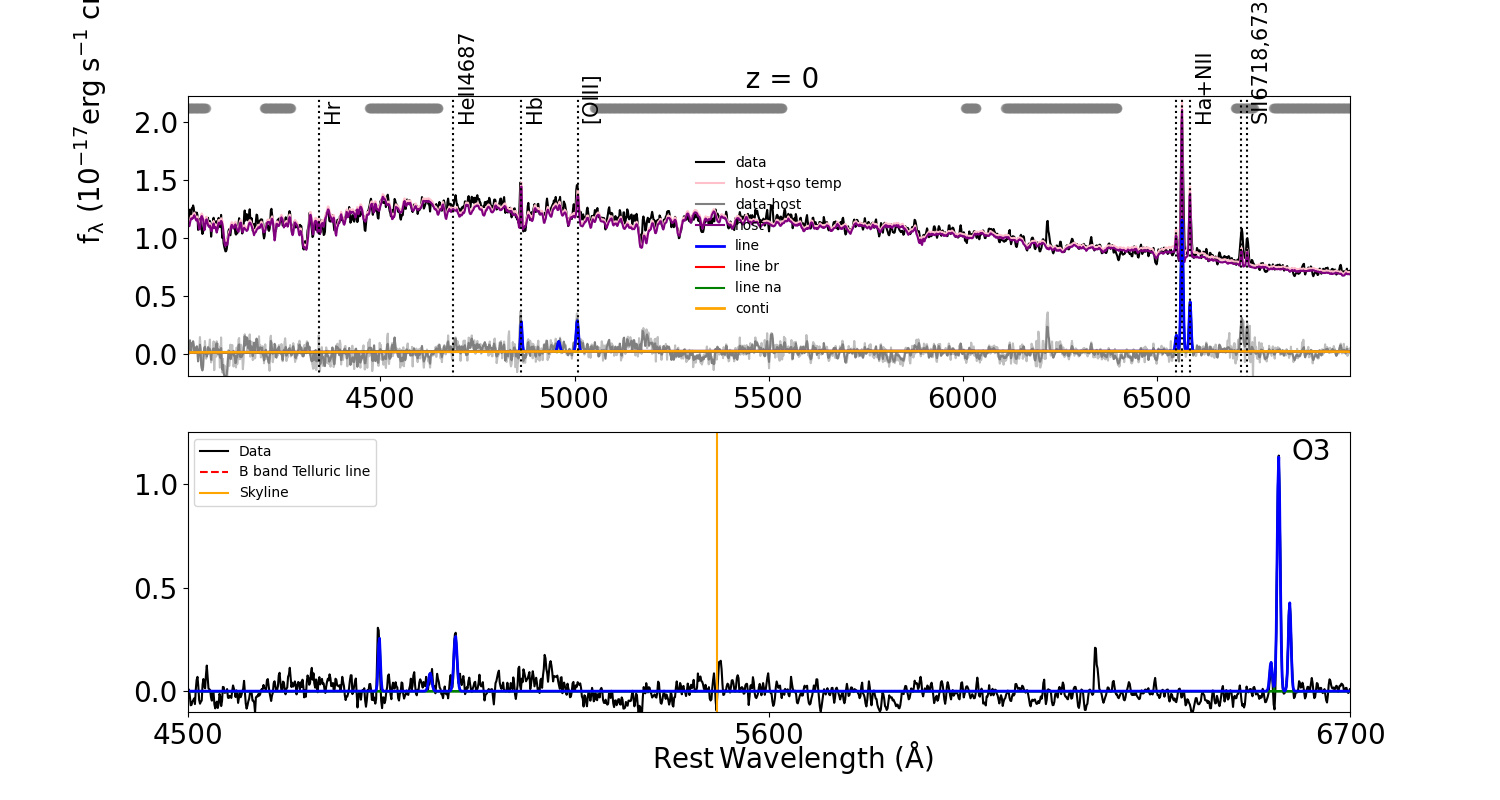 z = 0
fλ (10−17erg s−1 c
Hr
HeII4687
Hb
[OIII]
Ha+NII
SII6718,673
2.0
1.5
1.0
0.5
0.0
data
host+qso temp
data-host
host
line
line br
line na
conti
4500
5000
5500
6000
6500
Data
B band Telluric line
Skyline
O3
1.0
0.5
0.0
4500
5600
6700
Rest Wavelength (Å)